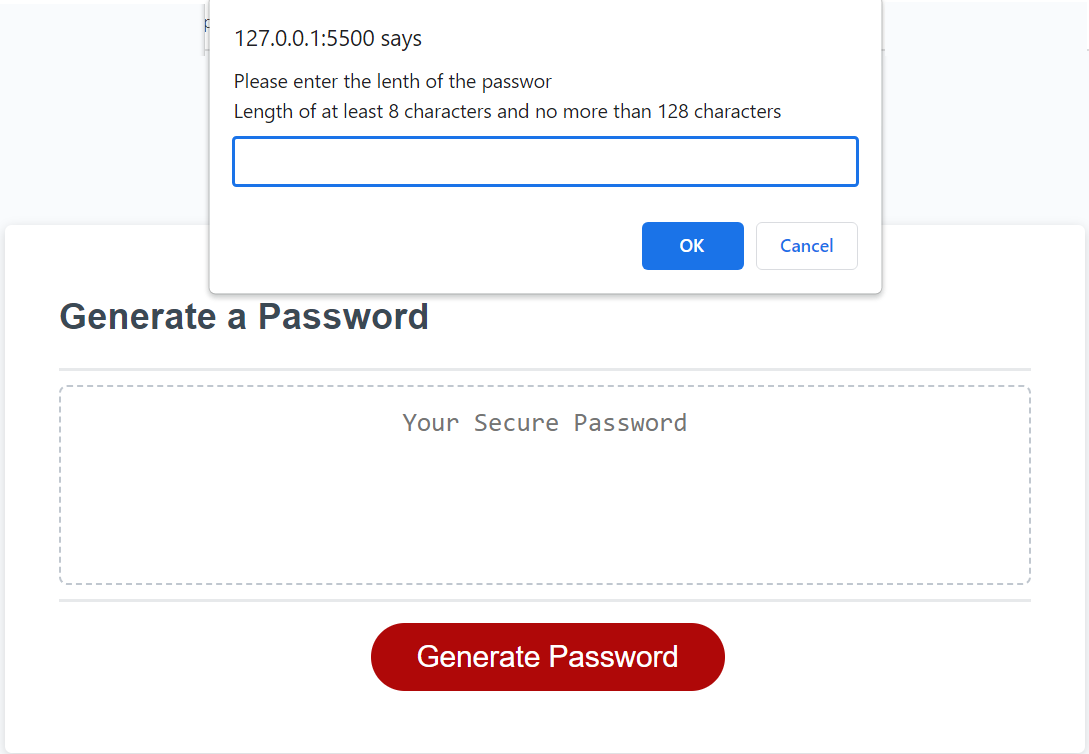 127.0.0.1:5500 says
Please enter the lenth of the passwor
Length of at least 8 characters and no more than 128 characters
OK
Cancel
Generate a Password
Your Secure Password
Generate Password